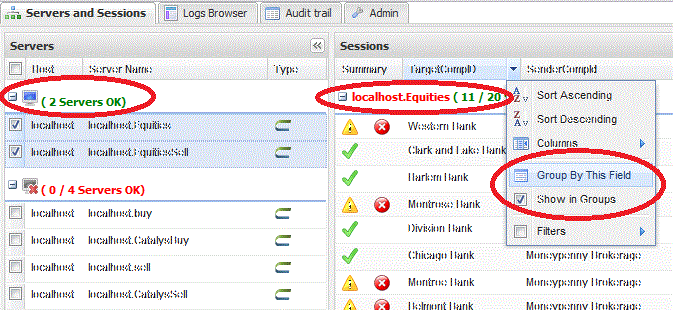 Servers and Sessions Logs Browser Audit trail Admin
Servers
Host Server Name Type
( 2 Servers OK)
localhost localhost.Equities
localhost localhost.EquitiesSell
( 0 / 4 Servers OK)
localhost localhost.buy
localhost localhost.CatalysBuy
localhost localhost.sell
localhost localhost.CatalystSell
Sessions
Summary TargetCompID SenderCompId
localhost.Equities ( 11 / 20
Western Bank
Clark and Lake Bank
Harlem Bank
Montrose Bank
Division Bank
Chicago Bank Moneypenny Brokerage
Montroe Bank Moneypenny Brokerage
Belmont Bank Moneypenny Brokerage
Sort Ascending
Sort Descending
Columns
Group By This Field
Show in Groups
Filters